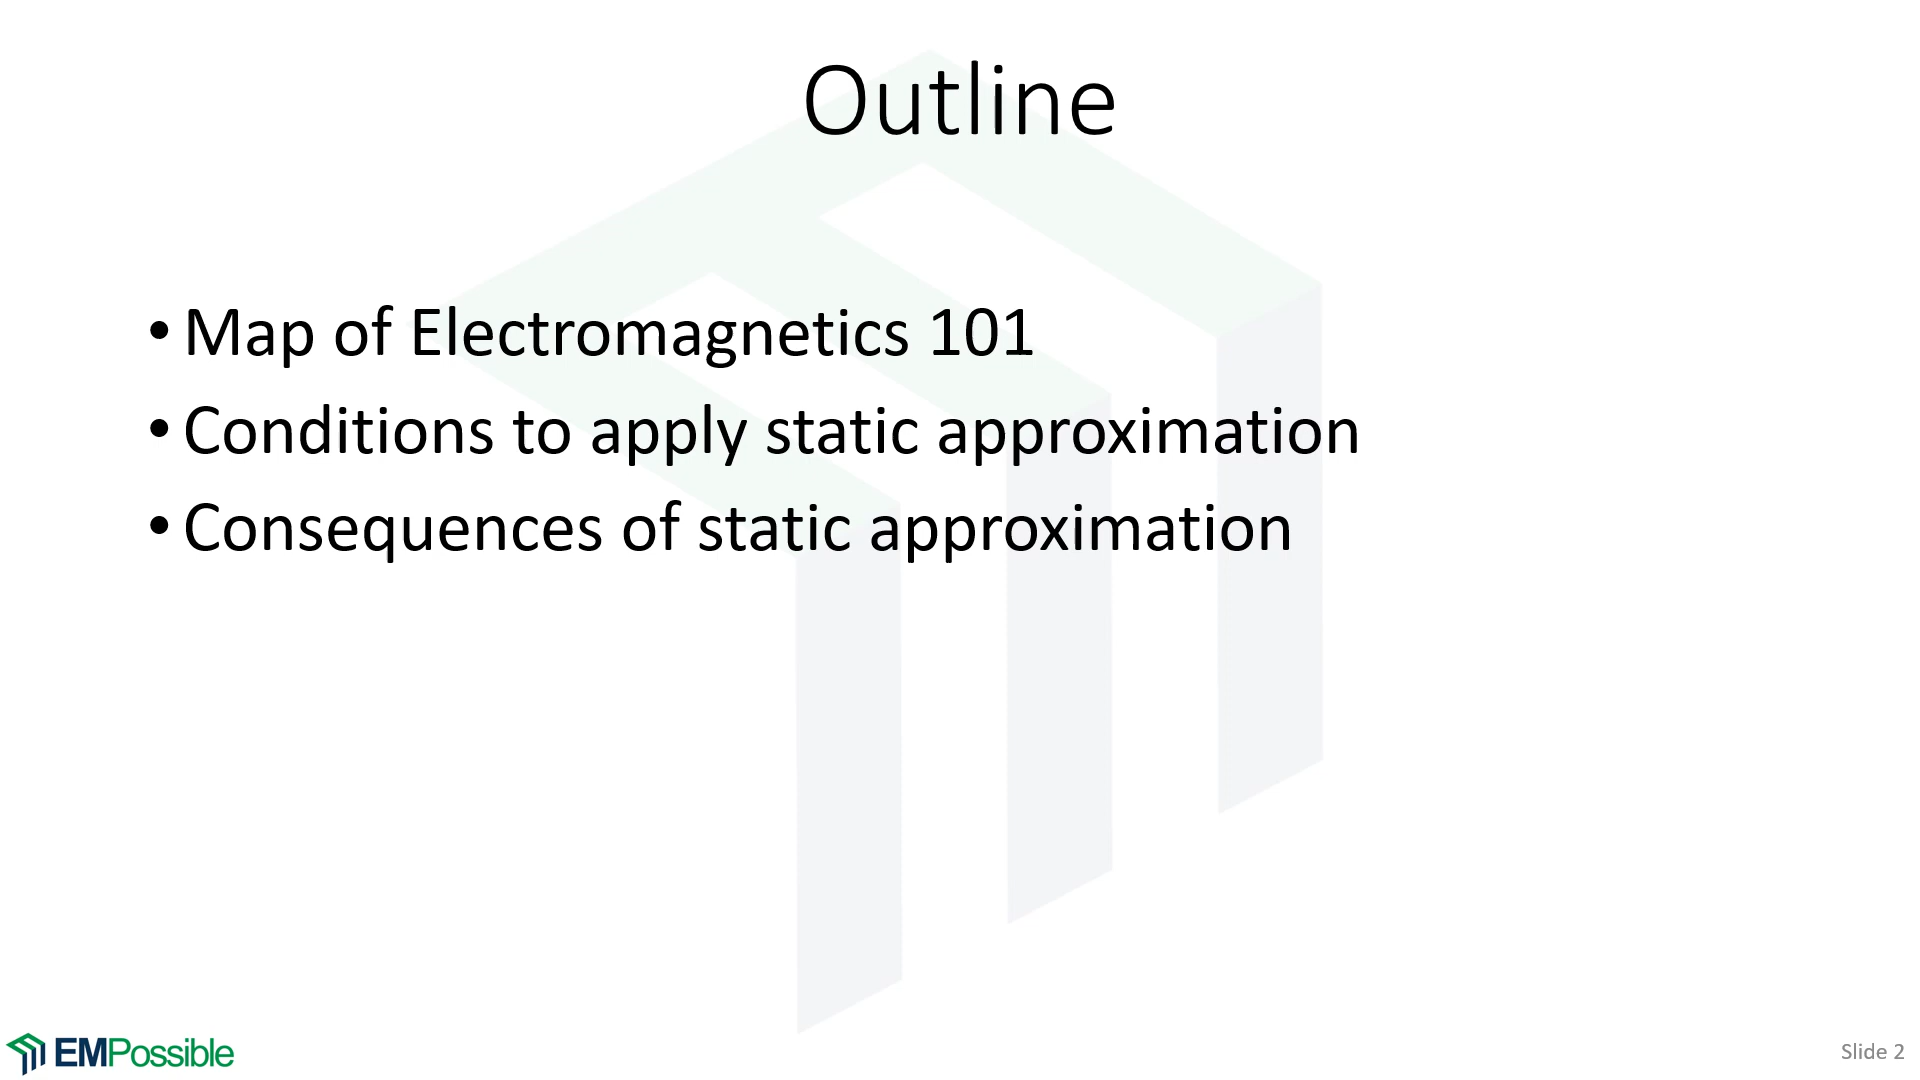 Outline
• Map of Electromagnetics 101
• Conditions to apply static approximation
• Consequences of static approximation
EMPossible
Slide 2